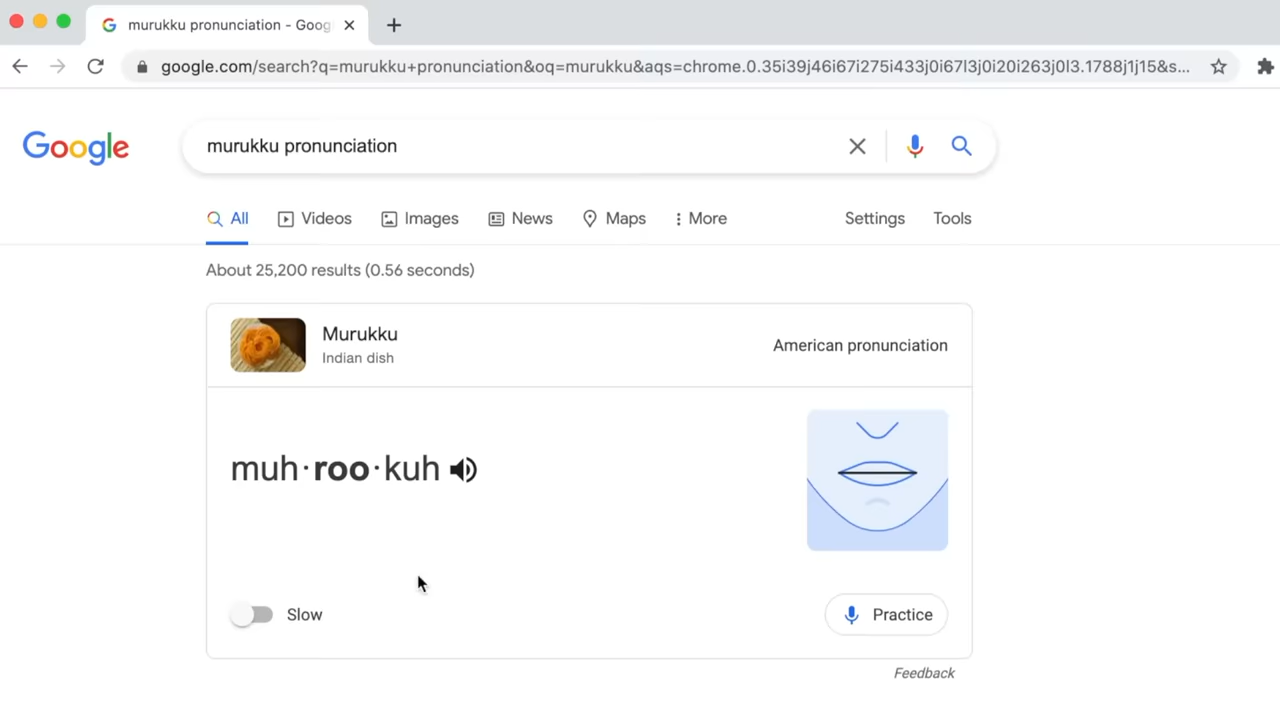 murukku pronunciation - Goog
google.com/search?q=murukku+pronunciation&oq=murukku&aqs=chrome.0.35i39j46i67i275i433j0i67l3j0i20i263j0l3.1788j1j15&s...
Google
murukku pronunciation
All Videos Images News Maps More Settings Tools
About 25,200 results (0.56 seconds)
Murukku
Indian dish
American pronunciation
muh·roo·kuh
Slow
Practice
Feedback